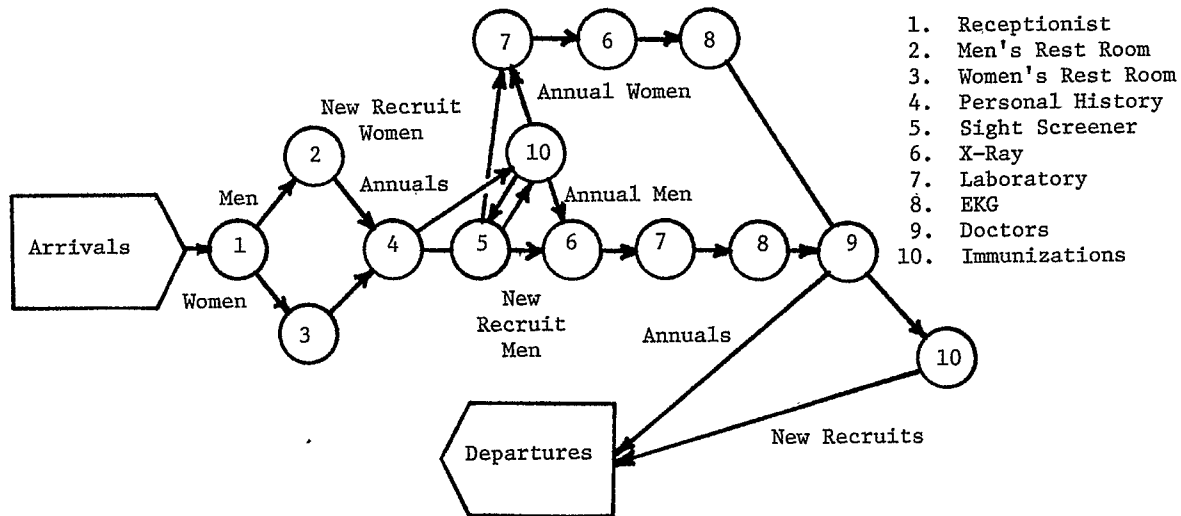 7
6
8
Annual Women
New Recruit
Women
10
2
Annuals
Annual Men
Men
Arrivals
1
4
5
6
7
8
9
Women
3
New
Recruit
Men
Annuals
10
Departures
New Recruits
1. Receptionist
2. Men's Rest Room
3. Women's Rest Room
4. Personal History
5. Sight Screener
6. X-Ray
7. Laboratory
8. EKG
9. Doctors
10. Immunizations